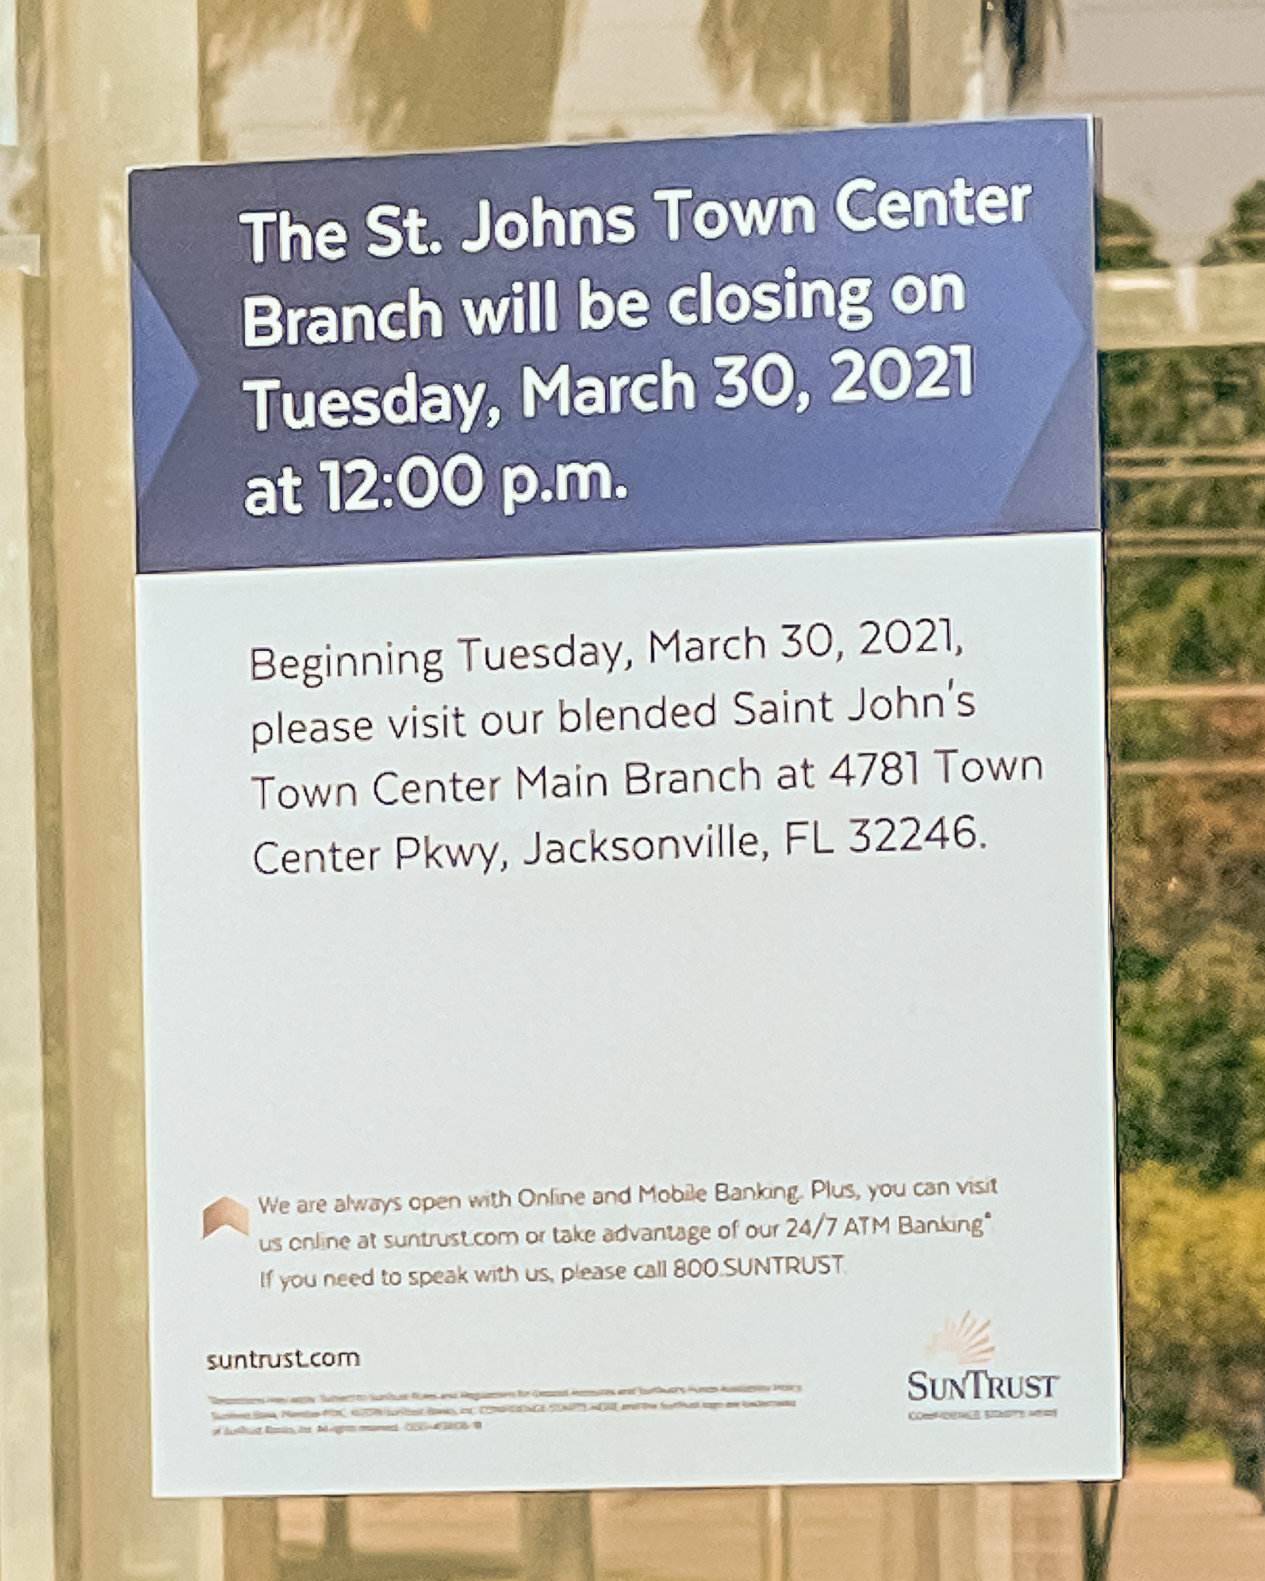 The St. Johns Town Center
Branch will be closing on
Tuesday, March 30, 2021
at 12:00 p.m.
Beginning Tuesday, March 30, 2021,
please visit our blended Saint John's
Town Center Main Branch at 4781 Town
Center Pkwy, Jacksonville, FL 32246.
We are always open with Online and Mobile Banking. Plus, you can visit
us online at suntrust.com or take advantage of our 24/7 ATM Banking*.
If you need to speak with us, please call 800.SUNTRUST.
suntrust.com
SUNTRUST
CONFIDENCE STARTS HERE